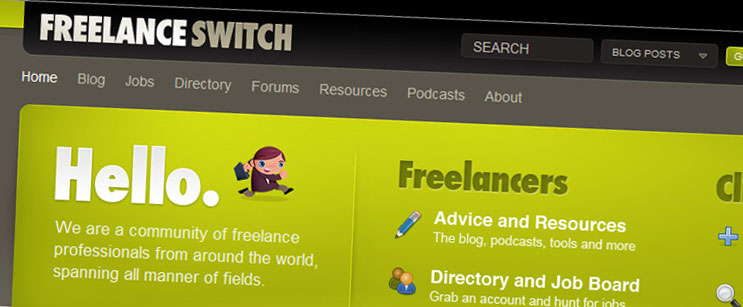 FREELANCE SWITCH
SEARCH
BLOG POSTS
G
Home Blog Jobs Directory Forums Resources Podcasts About
Hello.
We are a community of freelance
professionals from around the world,
spanning all manner of fields.
Freelancers
Advice and Resources
The blog, podcasts, tools and more
Directory and Job Board
Grab an account and hunt for jobs
Cl